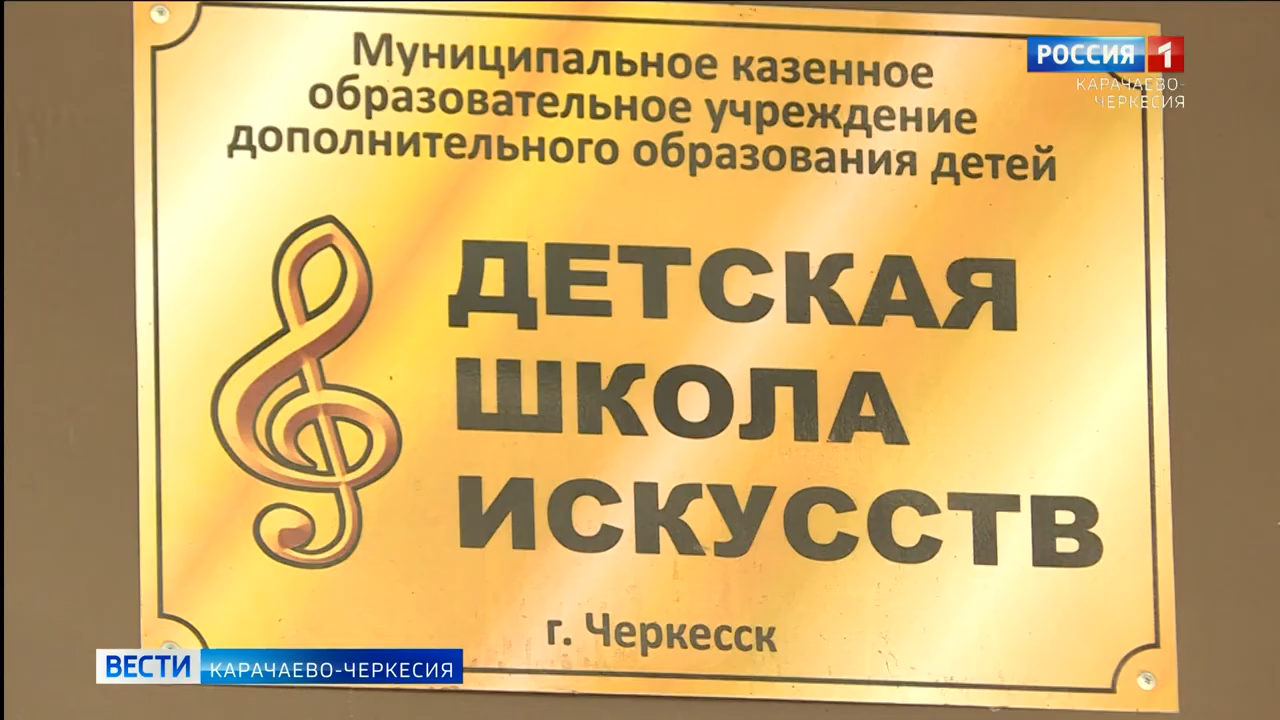 Муниципальное казенное
образовательное учреждение
дополнительного образования детей
ДЕТСКАЯ
ШКОЛА
ИСКУССТВ
г. Черкесск
РОССИЯ 1
КАРАЧАЕВО-
ЧЕРКЕСИЯ
ВЕСТИ КАРАЧАЕВО-ЧЕРКЕСИЯ